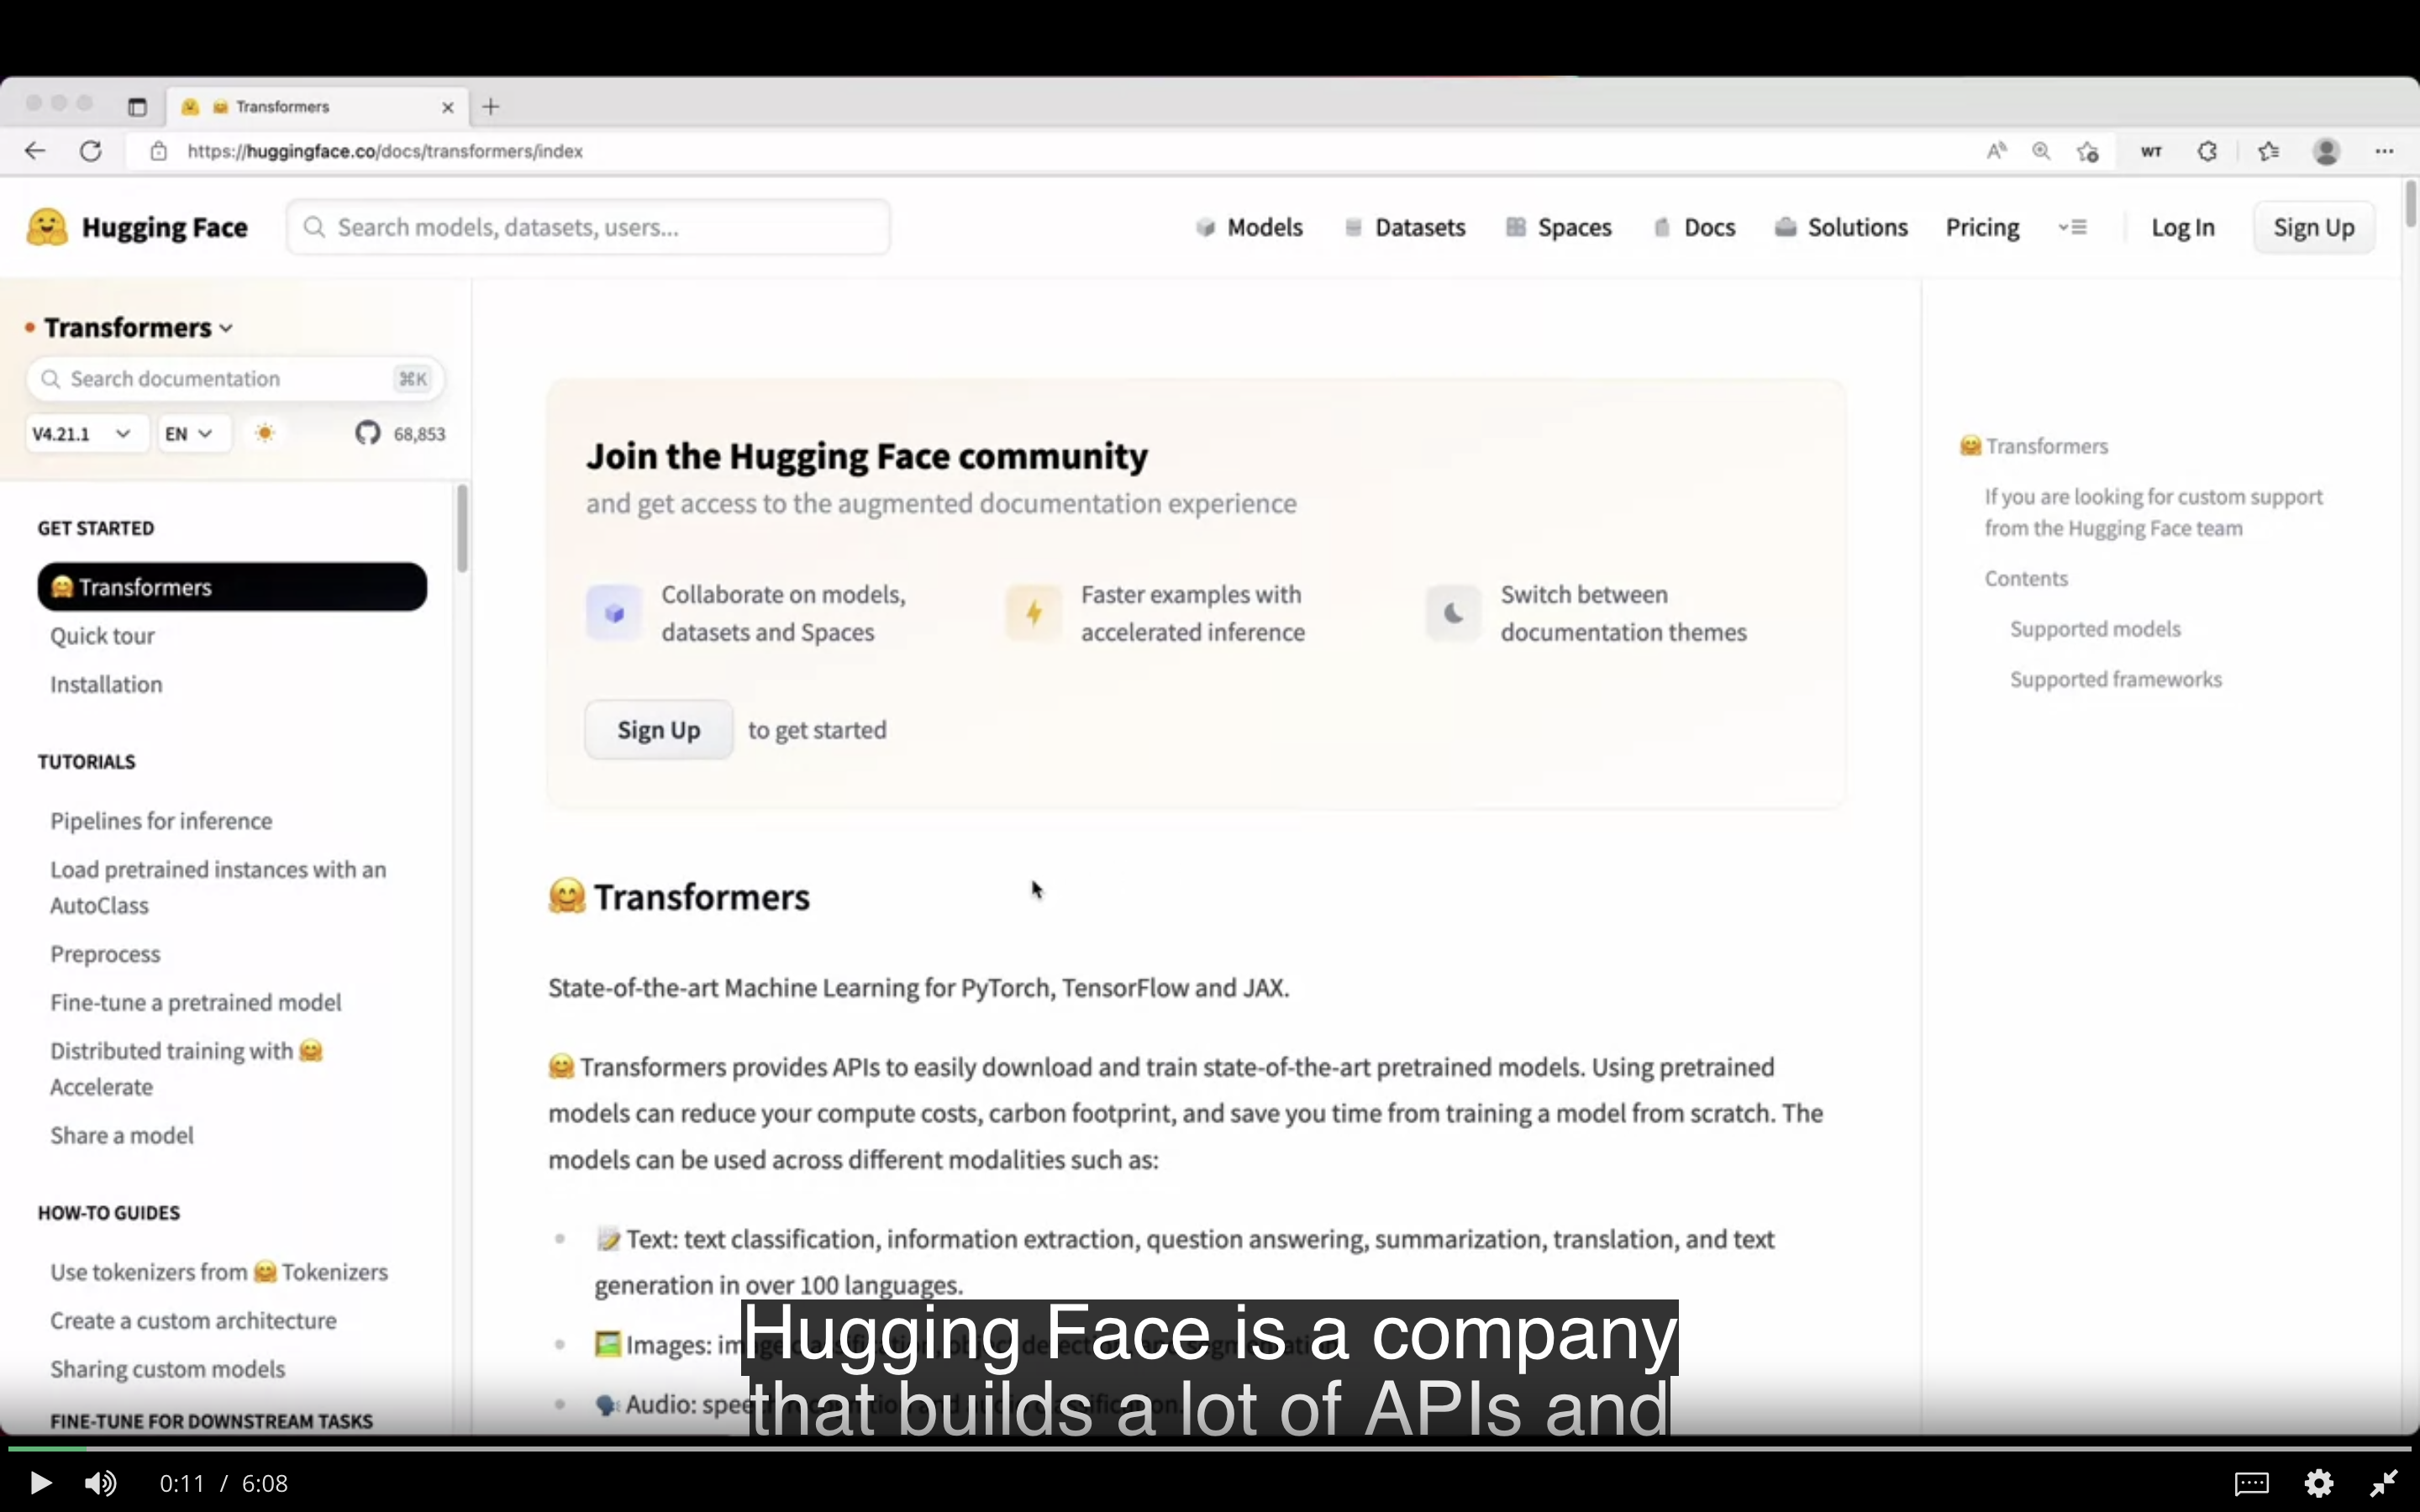 Transformers
https://huggingface.co/docs/transformers/index
WT
Hugging Face
Search models, datasets, users...
Models
Datasets
Spaces
Docs
Solutions
Pricing
Log In
Sign Up
Transformers
Search documentation
⌘K
V4.21.1
EN
68,853
GET STARTED
🤗 Transformers
Quick tour
Installation
TUTORIALS
Pipelines for inference
Load pretrained instances with an
AutoClass
Preprocess
Fine-tune a pretrained model
Distributed training with 🤗
Accelerate
Share a model
HOW-TO GUIDES
Use tokenizers from 🤗 Tokenizers
Create a custom architecture
Sharing custom models
FINE-TUNE FOR DOWNSTREAM TASKS
Join the Hugging Face community
and get access to the augmented documentation experience
Collaborate on models,
datasets and Spaces
Faster examples with
accelerated inference
Switch between
documentation themes
Sign Up to get started
🤗 Transformers
State-of-the-art Machine Learning for PyTorch, TensorFlow and JAX.
🤗 Transformers provides APIs to easily download and train state-of-the-art pretrained models. Using pretrained
models can reduce your compute costs, carbon footprint, and save you time from training a model from scratch. The
models can be used across different modalities such as:
📝 Text: text classification, information extraction, question answering, summarization, translation, and text
generation in over 100 languages.
🖼️ Images:
🗣️ Audio:
🤗 Transformers
If you are looking for custom support
from the Hugging Face team
Contents
Supported models
Supported frameworks
Hugging Face is a company
that builds a lot of APIs and
0:11 / 6:08